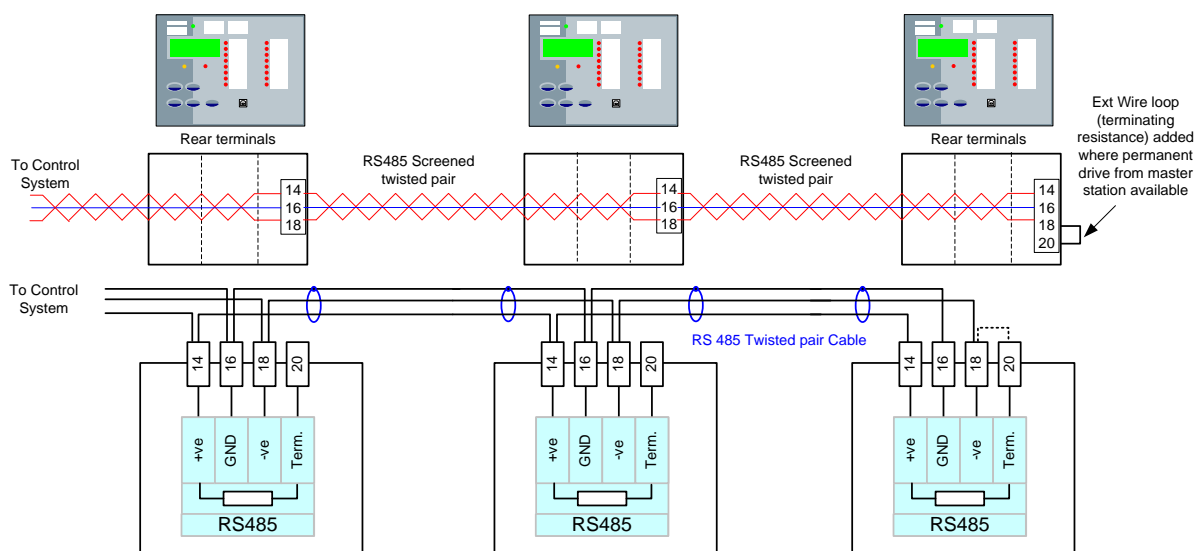 Rear terminals
Rear terminals
Rear terminals
Ext Wire loop
(terminating
resistance) added
where permanent
drive from master
station available
To Control
System
RS485 Screened
twisted pair
RS485 Screened
twisted pair
14
16
18
14
16
18
14
16
18
20
To Control
System
RS 485 Twisted pair Cable
14
16
18
20
14
16
18
20
14
16
18
20
+ve
GND
-ve
Term.
+ve
GND
-ve
Term.
+ve
GND
-ve
Term.
RS485
RS485
RS485